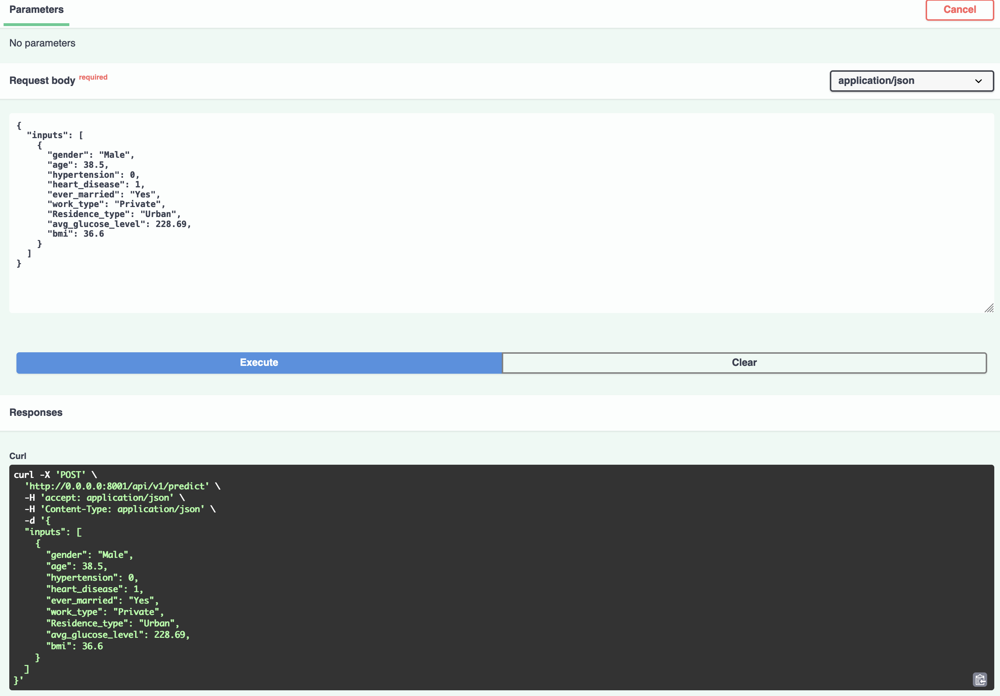 Parameters
Cancel
No parameters
Request body required
application/json
{
  "inputs": [
    {
      "gender": "Male",
      "age": 38.5,
      "hypertension": 0,
      "heart_disease": 1,
      "ever_married": "Yes",
      "work_type": "Private",
      "Residence_type": "Urban",
      "avg_glucose_level": 228.69,
      "bmi": 36.6
    }
  ]
}
Execute
Clear
Responses
Curl
curl -X 'POST' \
  'http://0.0.0.0:8001/api/v1/predict' \
  -H 'accept: application/json' \
  -H 'Content-Type: application/json' \
  -d '{
  "inputs": [
    {
      "gender": "Male",
      "age": 38.5,
      "hypertension": 0,
      "heart_disease": 1,
      "ever_married": "Yes",
      "work_type": "Private",
      "Residence_type": "Urban",
      "avg_glucose_level": 228.69,
      "bmi": 36.6
    }
  ]
}'